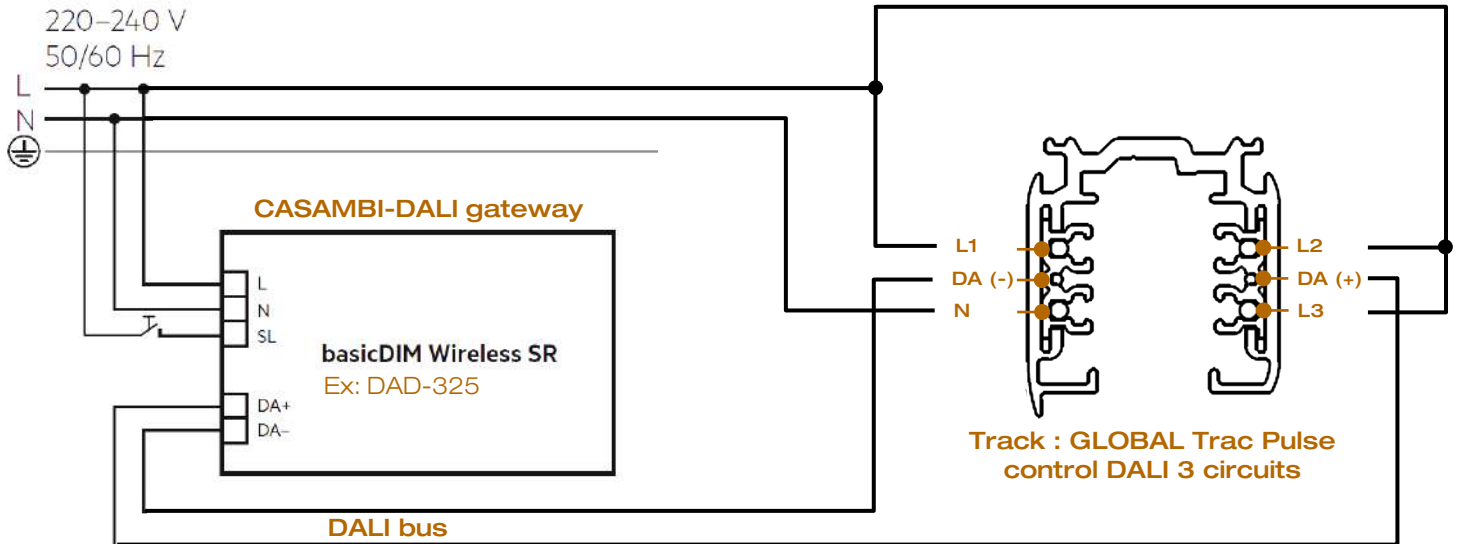 220–240 V
50/60 Hz
L
N
CASAMBI-DALI gateway
L
N
SL
basicDIM Wireless SR
Ex: DAD-325
DA+
DA–
DALI bus
L1
DA (-)
N
L2
DA (+)
L3
Track : GLOBAL Trac Pulse
control DALI 3 circuits